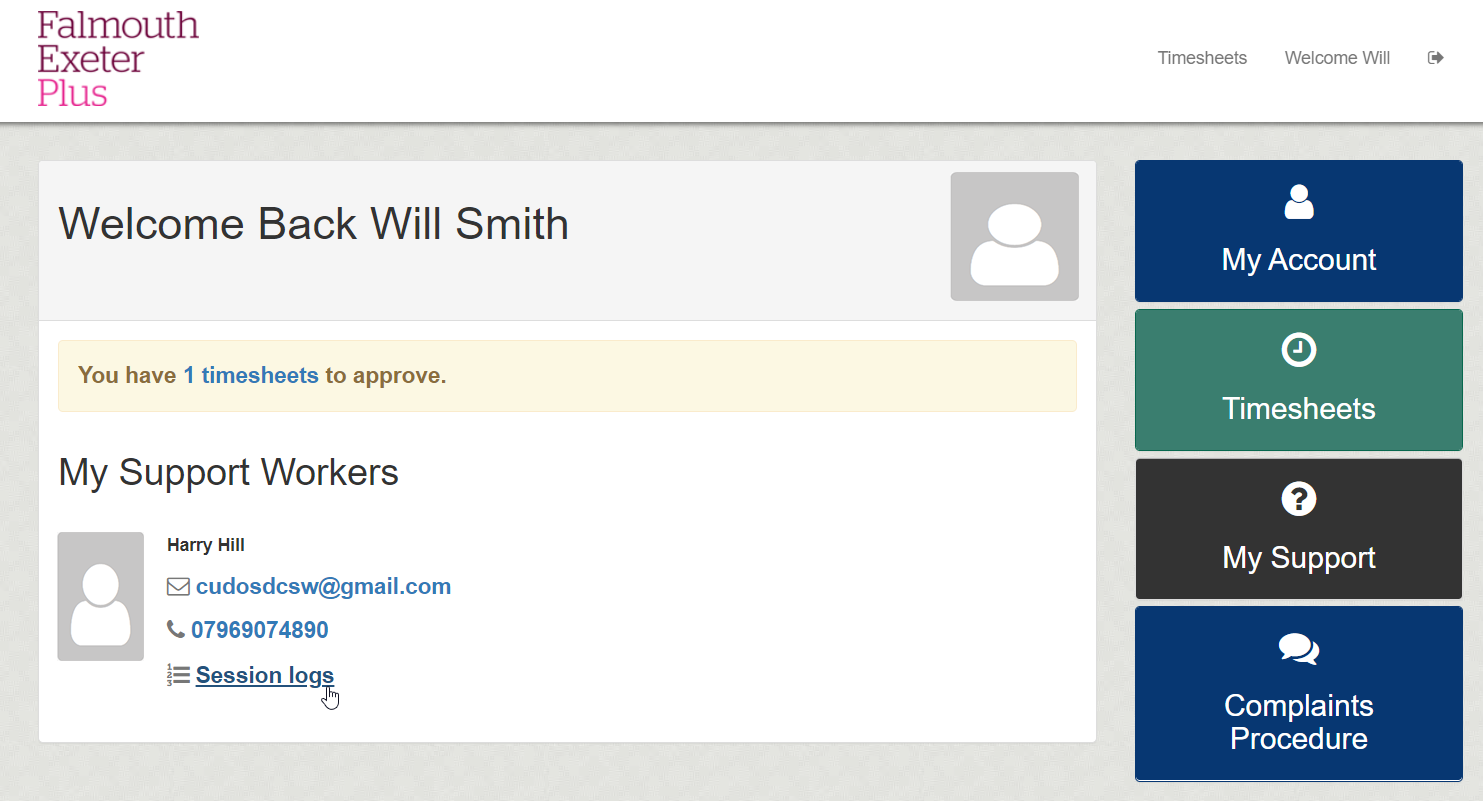 Falmouth
Exeter
Plus
Timesheets
Welcome Will
Welcome Back Will Smith
You have 1 timesheets to approve.
My Support Workers
Harry Hill
cudosdcsw@gmail.com
07969074890
Session logs
My Account
Timesheets
My Support
Complaints
Procedure